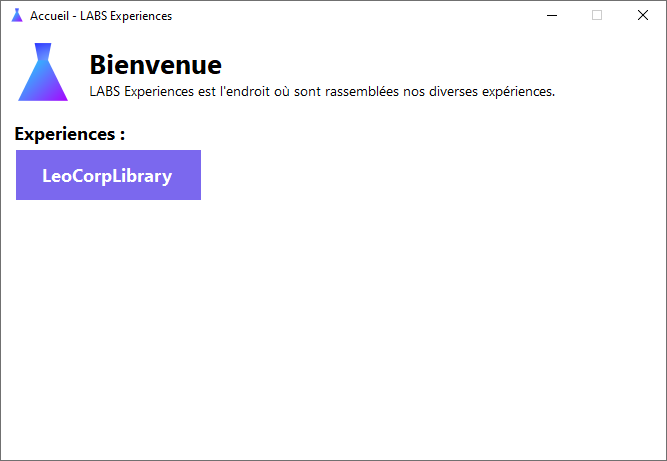 Accueil - LABS Experiences
Bienvenue
LABS Experiences est l'endroit où sont rassemblées nos diverses expériences.
Experiences :
LeoCorpLibrary